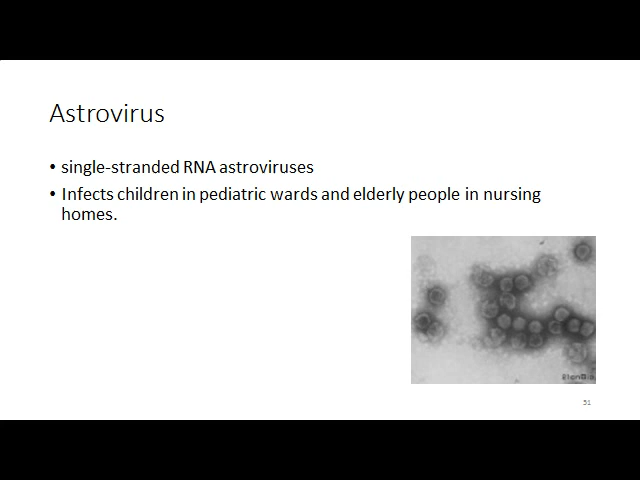 Astrovirus
• single-stranded RNA astroviruses
• Infects children in pediatric wards and elderly people in nursing
homes.
51